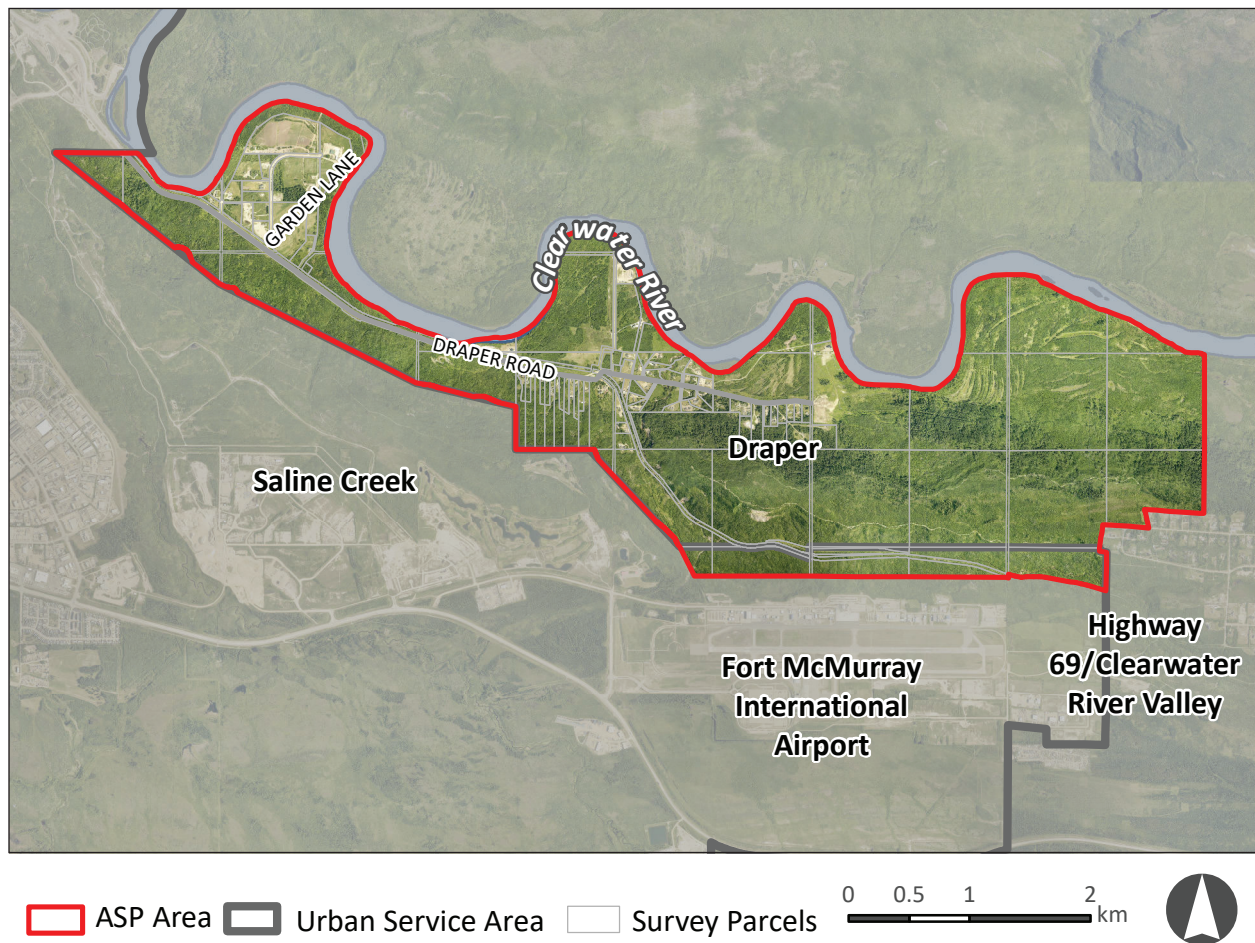 GARDEN LANE
Clearwater River
DRAPER ROAD
Draper
Saline Creek
Highway
69/Clearwater
River Valley
Fort McMurray
International
Airport
ASP Area
Urban Service Area
Survey Parcels
0 0.5 1 2
km